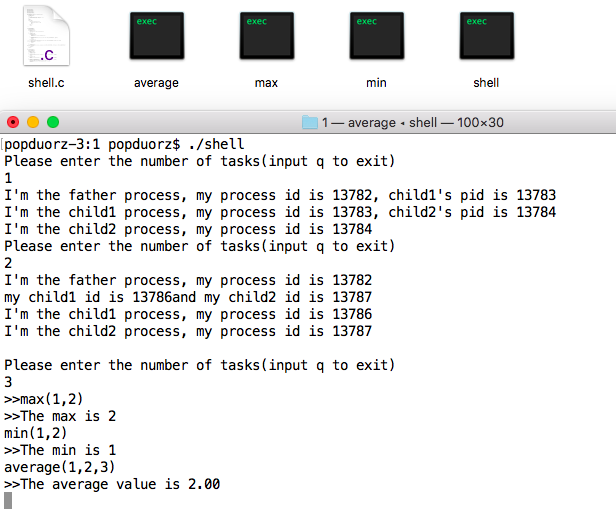 exec exec exec exec
.C
shell.c average max min shell
1 — average • shell — 100×30
[popduorz-3:1 popduorz$ ./shell
Please enter the number of tasks(input q to exit)
1
I'm the father process, my process id is 13782, child1's pid is 13783
I'm the child1 process, my process id is 13783, child2's pid is 13784
I'm the child2 process, my process id is 13784
Please enter the number of tasks(input q to exit)
2
I'm the father process, my process id is 13782
my child1 id is 13786and my child2 id is 13787
I'm the child1 process, my process id is 13786
I'm the child2 process, my process id is 13787
Please enter the number of tasks(input q to exit)
3
>>max(1,2)
>>The max is 2
min(1,2)
>>The min is 1
average(1,2,3)
>>The average value is 2.00